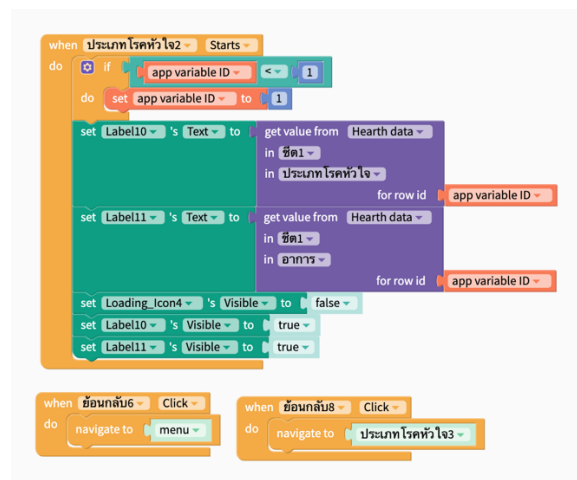 when ประเภทโรคหัวใจ2 Starts
do if app variable ID < 1
do set app variable ID to 1
set Label10 's Text to get value from Hearth data
in ชีต1
in ประเภทโรคหัวใจ
for row id app variable ID
set Label11 's Text to get value from Hearth data
in ชีต1
in อาการ
for row id app variable ID
set Loading_Icon4 's Visible to false
set Label10 's Visible to true
set Label11 's Visible to true
when ย้อนกลับ6 Click
do navigate to menu
when ย้อนกลับ8 Click
do navigate to ประเภทโรคหัวใจ3